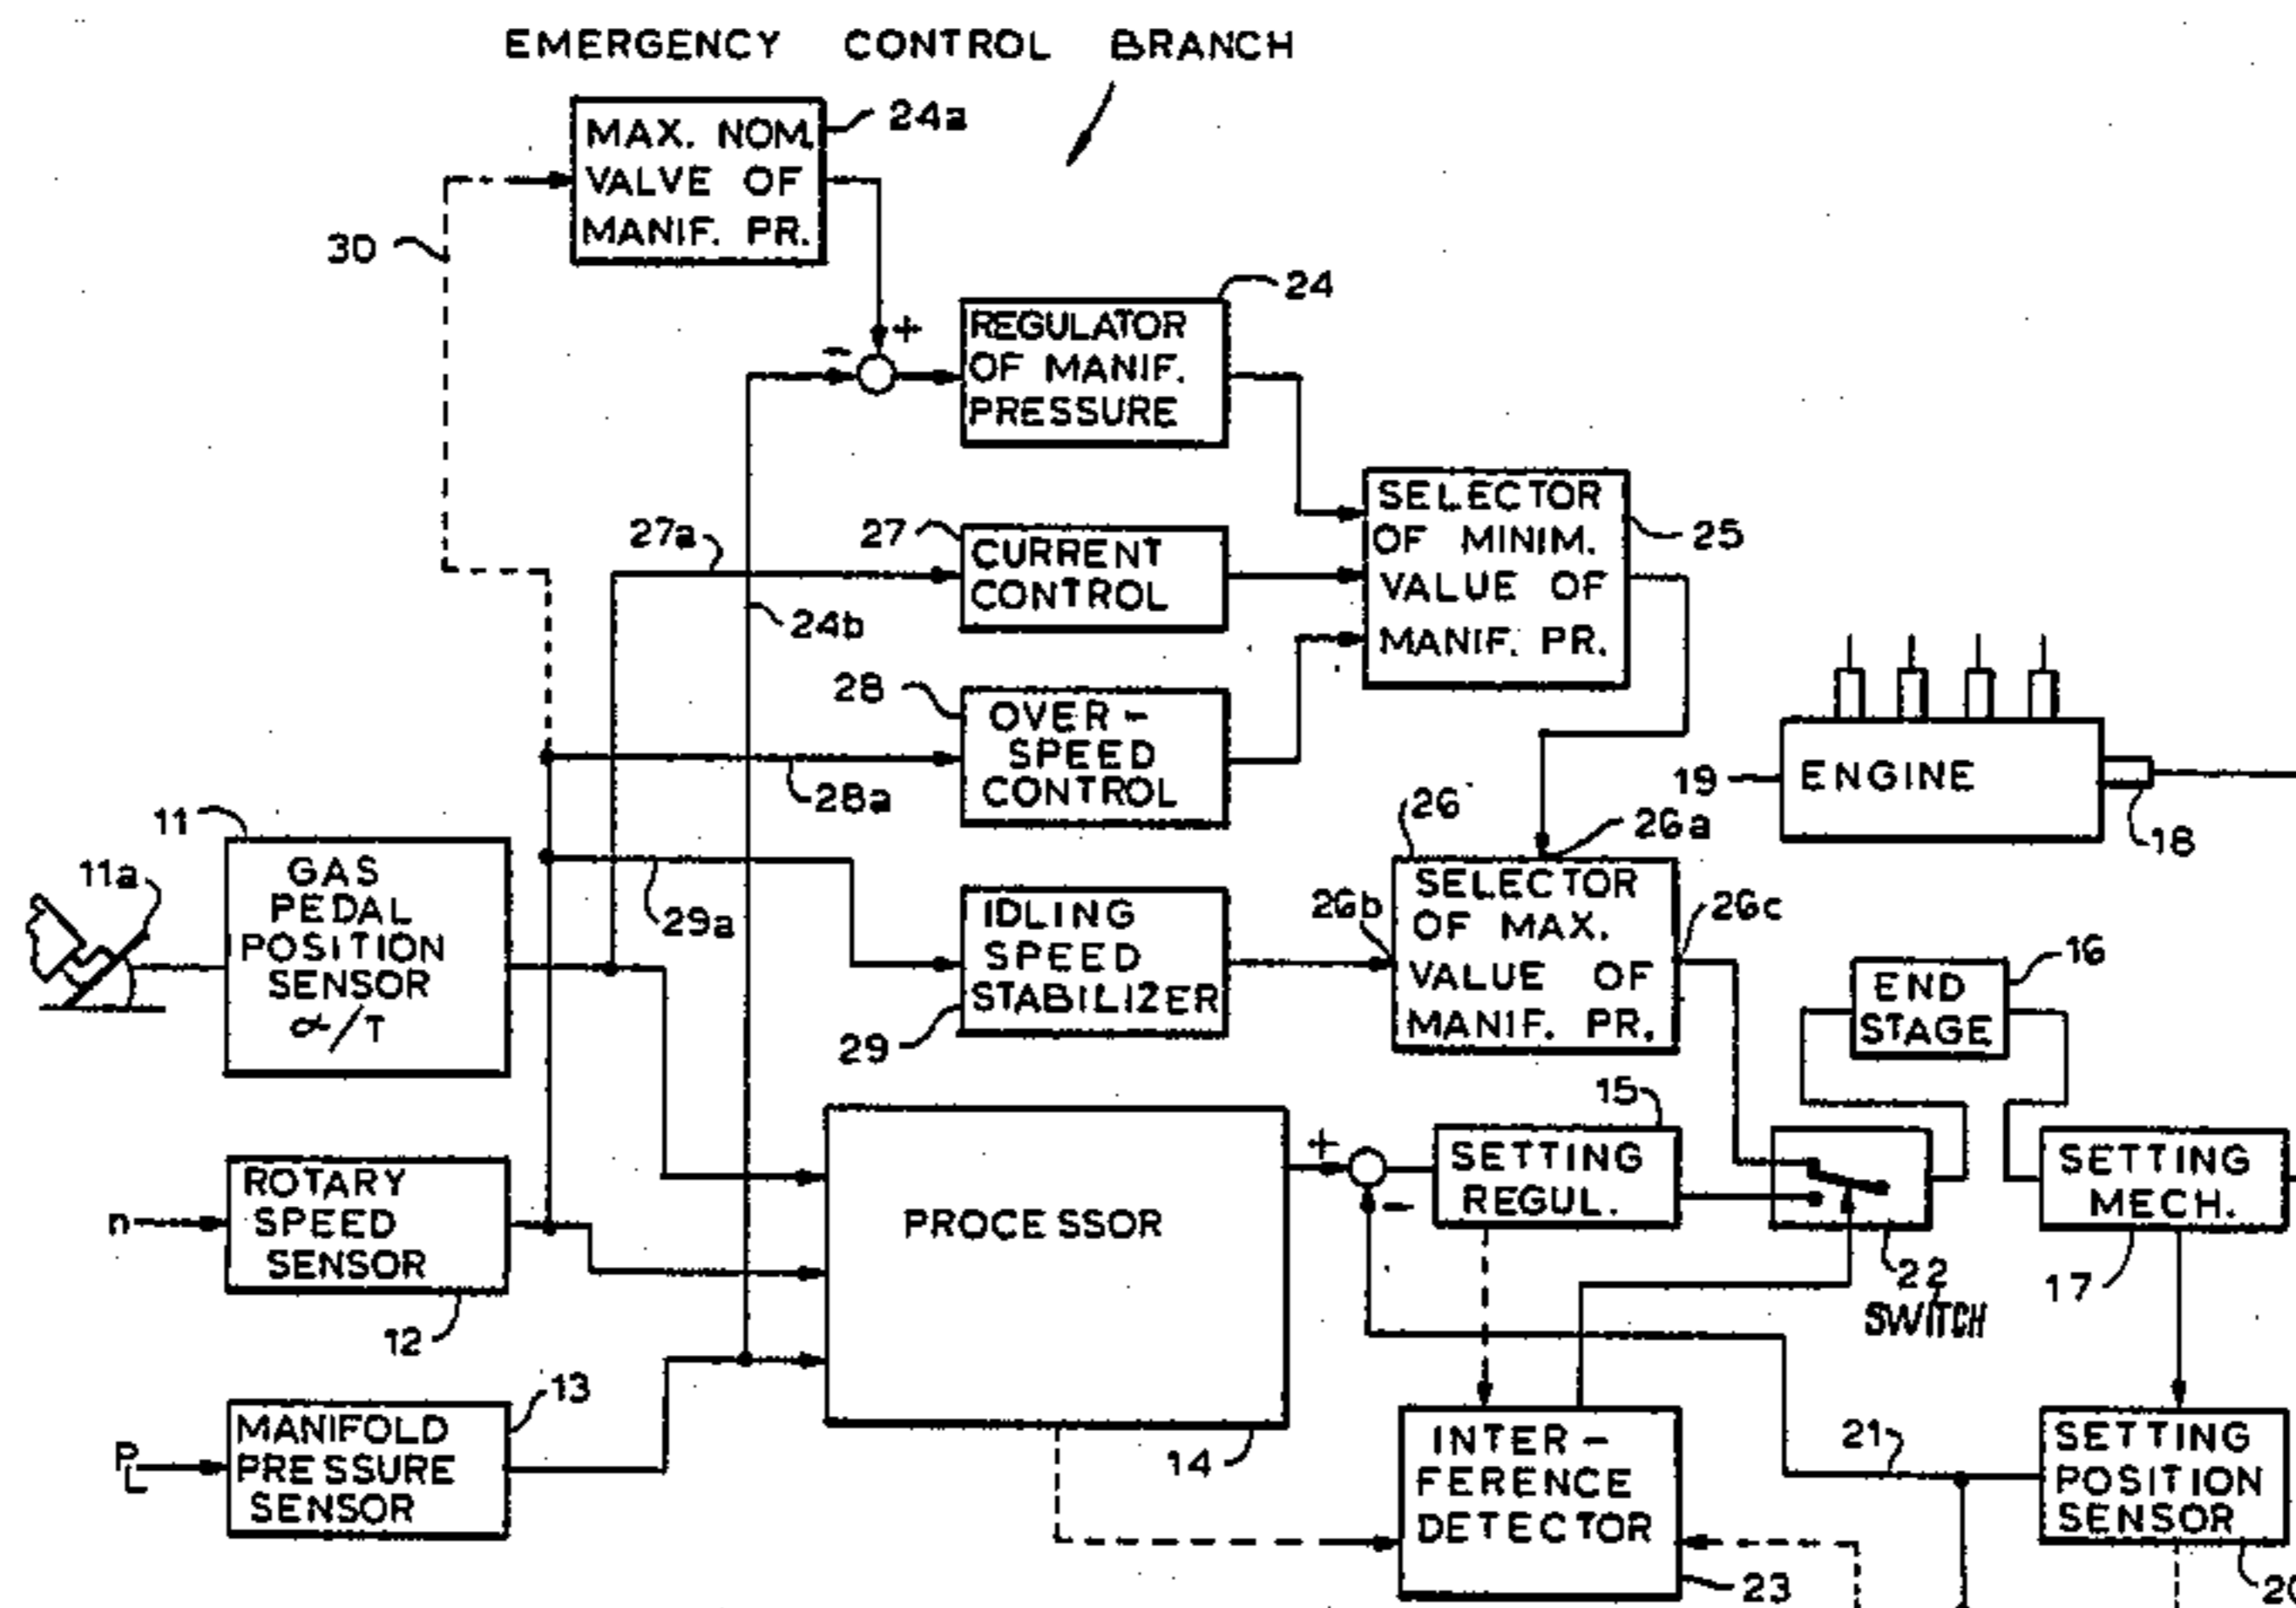 EMERGENCY CONTROL BRANCH
24a
MAX. NOM.
VALVE OF
MANIF. PR.
30
24
+
-
REGULATOR
OF MANIF.
PRESSURE
27a
27
CURRENT
CONTROL
24b
SELECTOR
OF MINIM.
VALUE OF
MANIF. PR.
25
28
OVER-
SPEED
CONTROL
28a
19
ENGINE
18
11
11a
GAS
PEDAL
POSITION
SENSOR
α/T
29a
IDLING
SPEED
STABILIZER
29
26
26a
26b
SELECTOR
OF MAX.
VALUE OF
MANIF. PR.
26c
16
END
STAGE
n
ROTARY
SPEED
SENSOR
12
PROCESSOR
14
+
-
15
SETTING
REGUL.
22
SWITCH
SETTING
MECH.
17
PL
MANIFOLD
PRESSURE
SENSOR
13
INTER-
FERENCE
DETECTOR
23
21
SETTING
POSITION
SENSOR
20